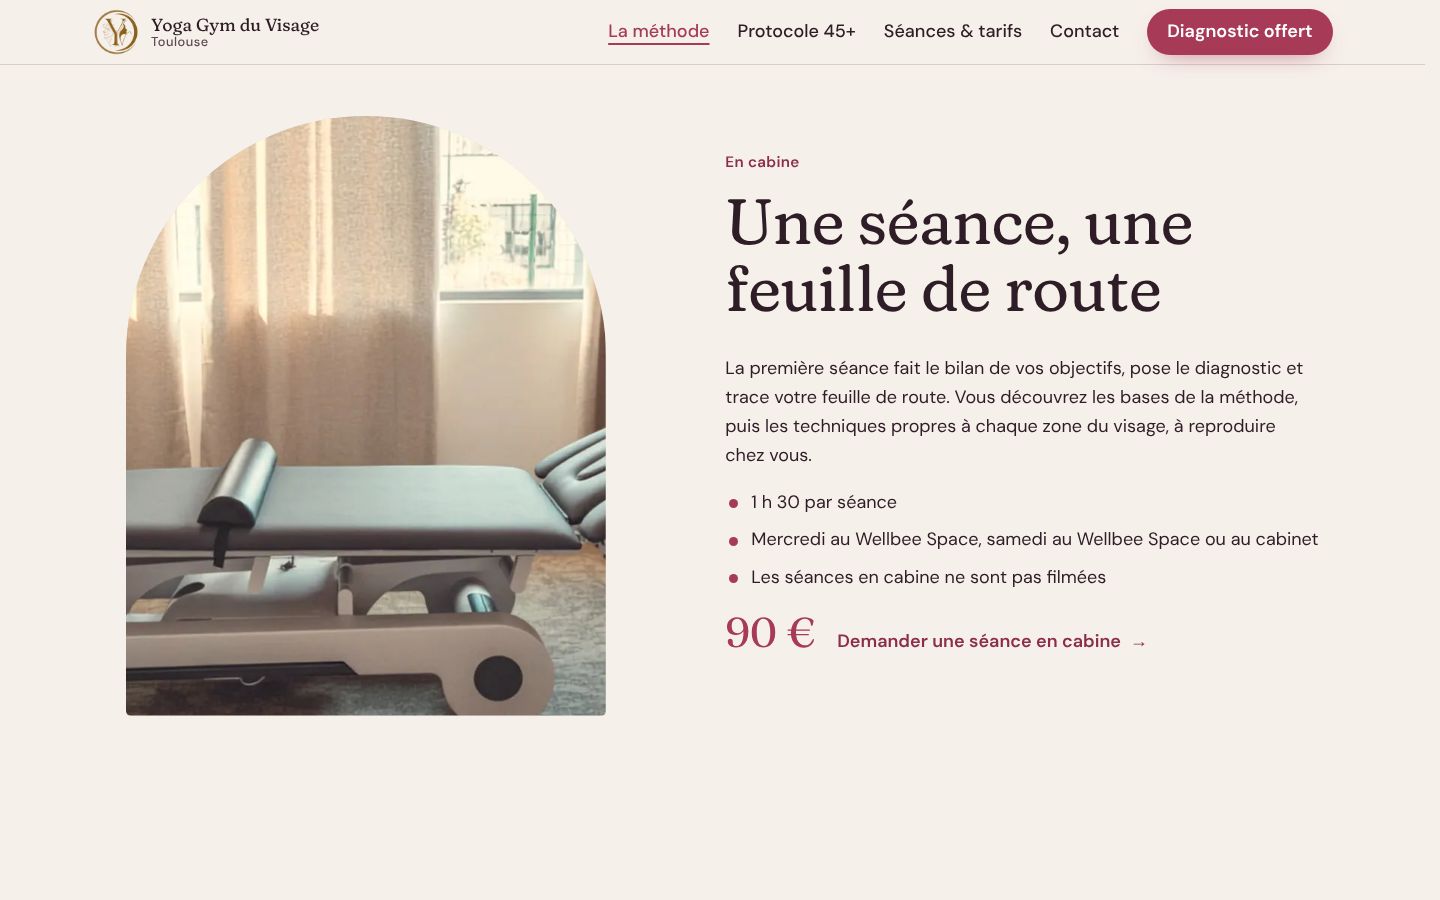 Yoga Gym du Visage
Toulouse
La méthode
Protocole 45+
Séances & tarifs
Contact
Diagnostic offert
En cabine
Une séance, une
feuille de route
La première séance fait le bilan de vos objectifs, pose le diagnostic et
trace votre feuille de route. Vous découvrez les bases de la méthode,
puis les techniques propres à chaque zone du visage, à reproduire
chez vous.
1 h 30 par séance
Mercredi au Wellbee Space, samedi au Wellbee Space ou au cabinet
Les séances en cabine ne sont pas filmées
90 €
Demander une séance en cabine →